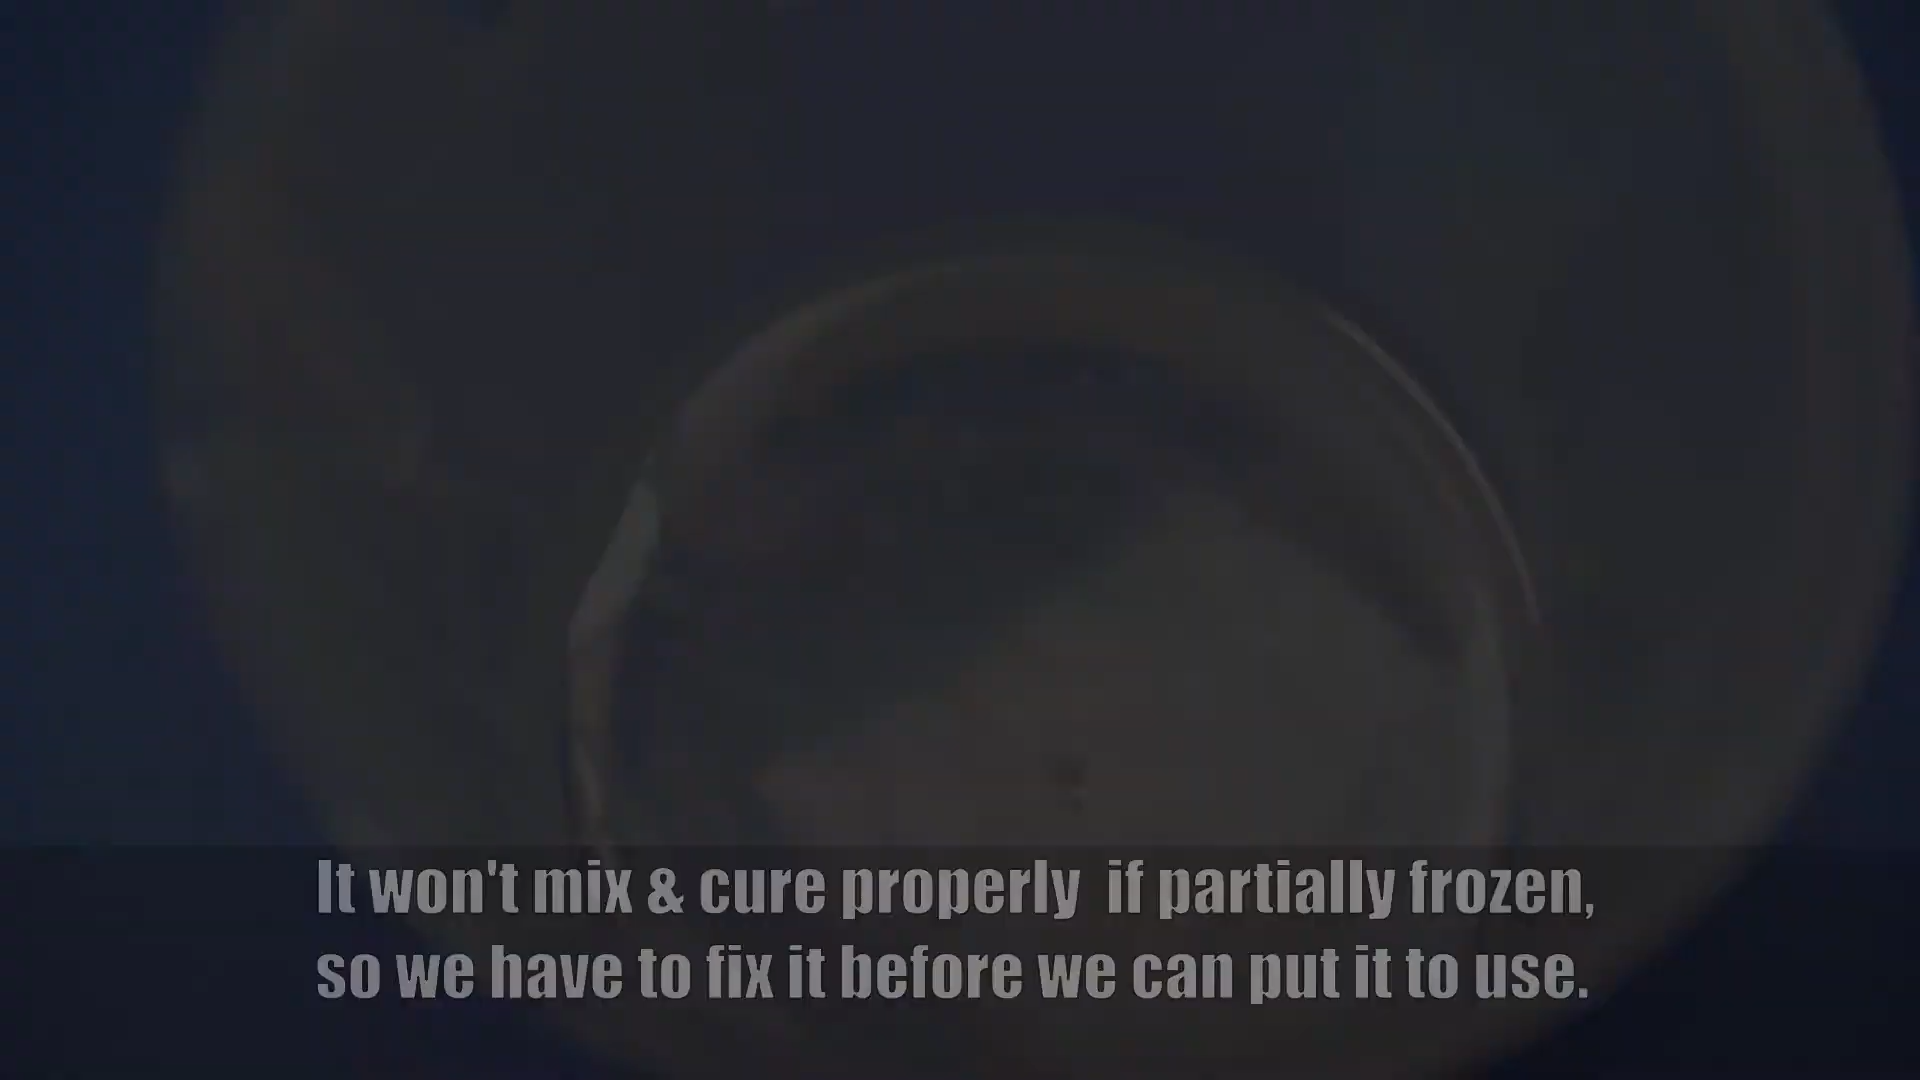 It won't mix & cure properly  if partially frozen,
so we have to fix it before we can put it to use.